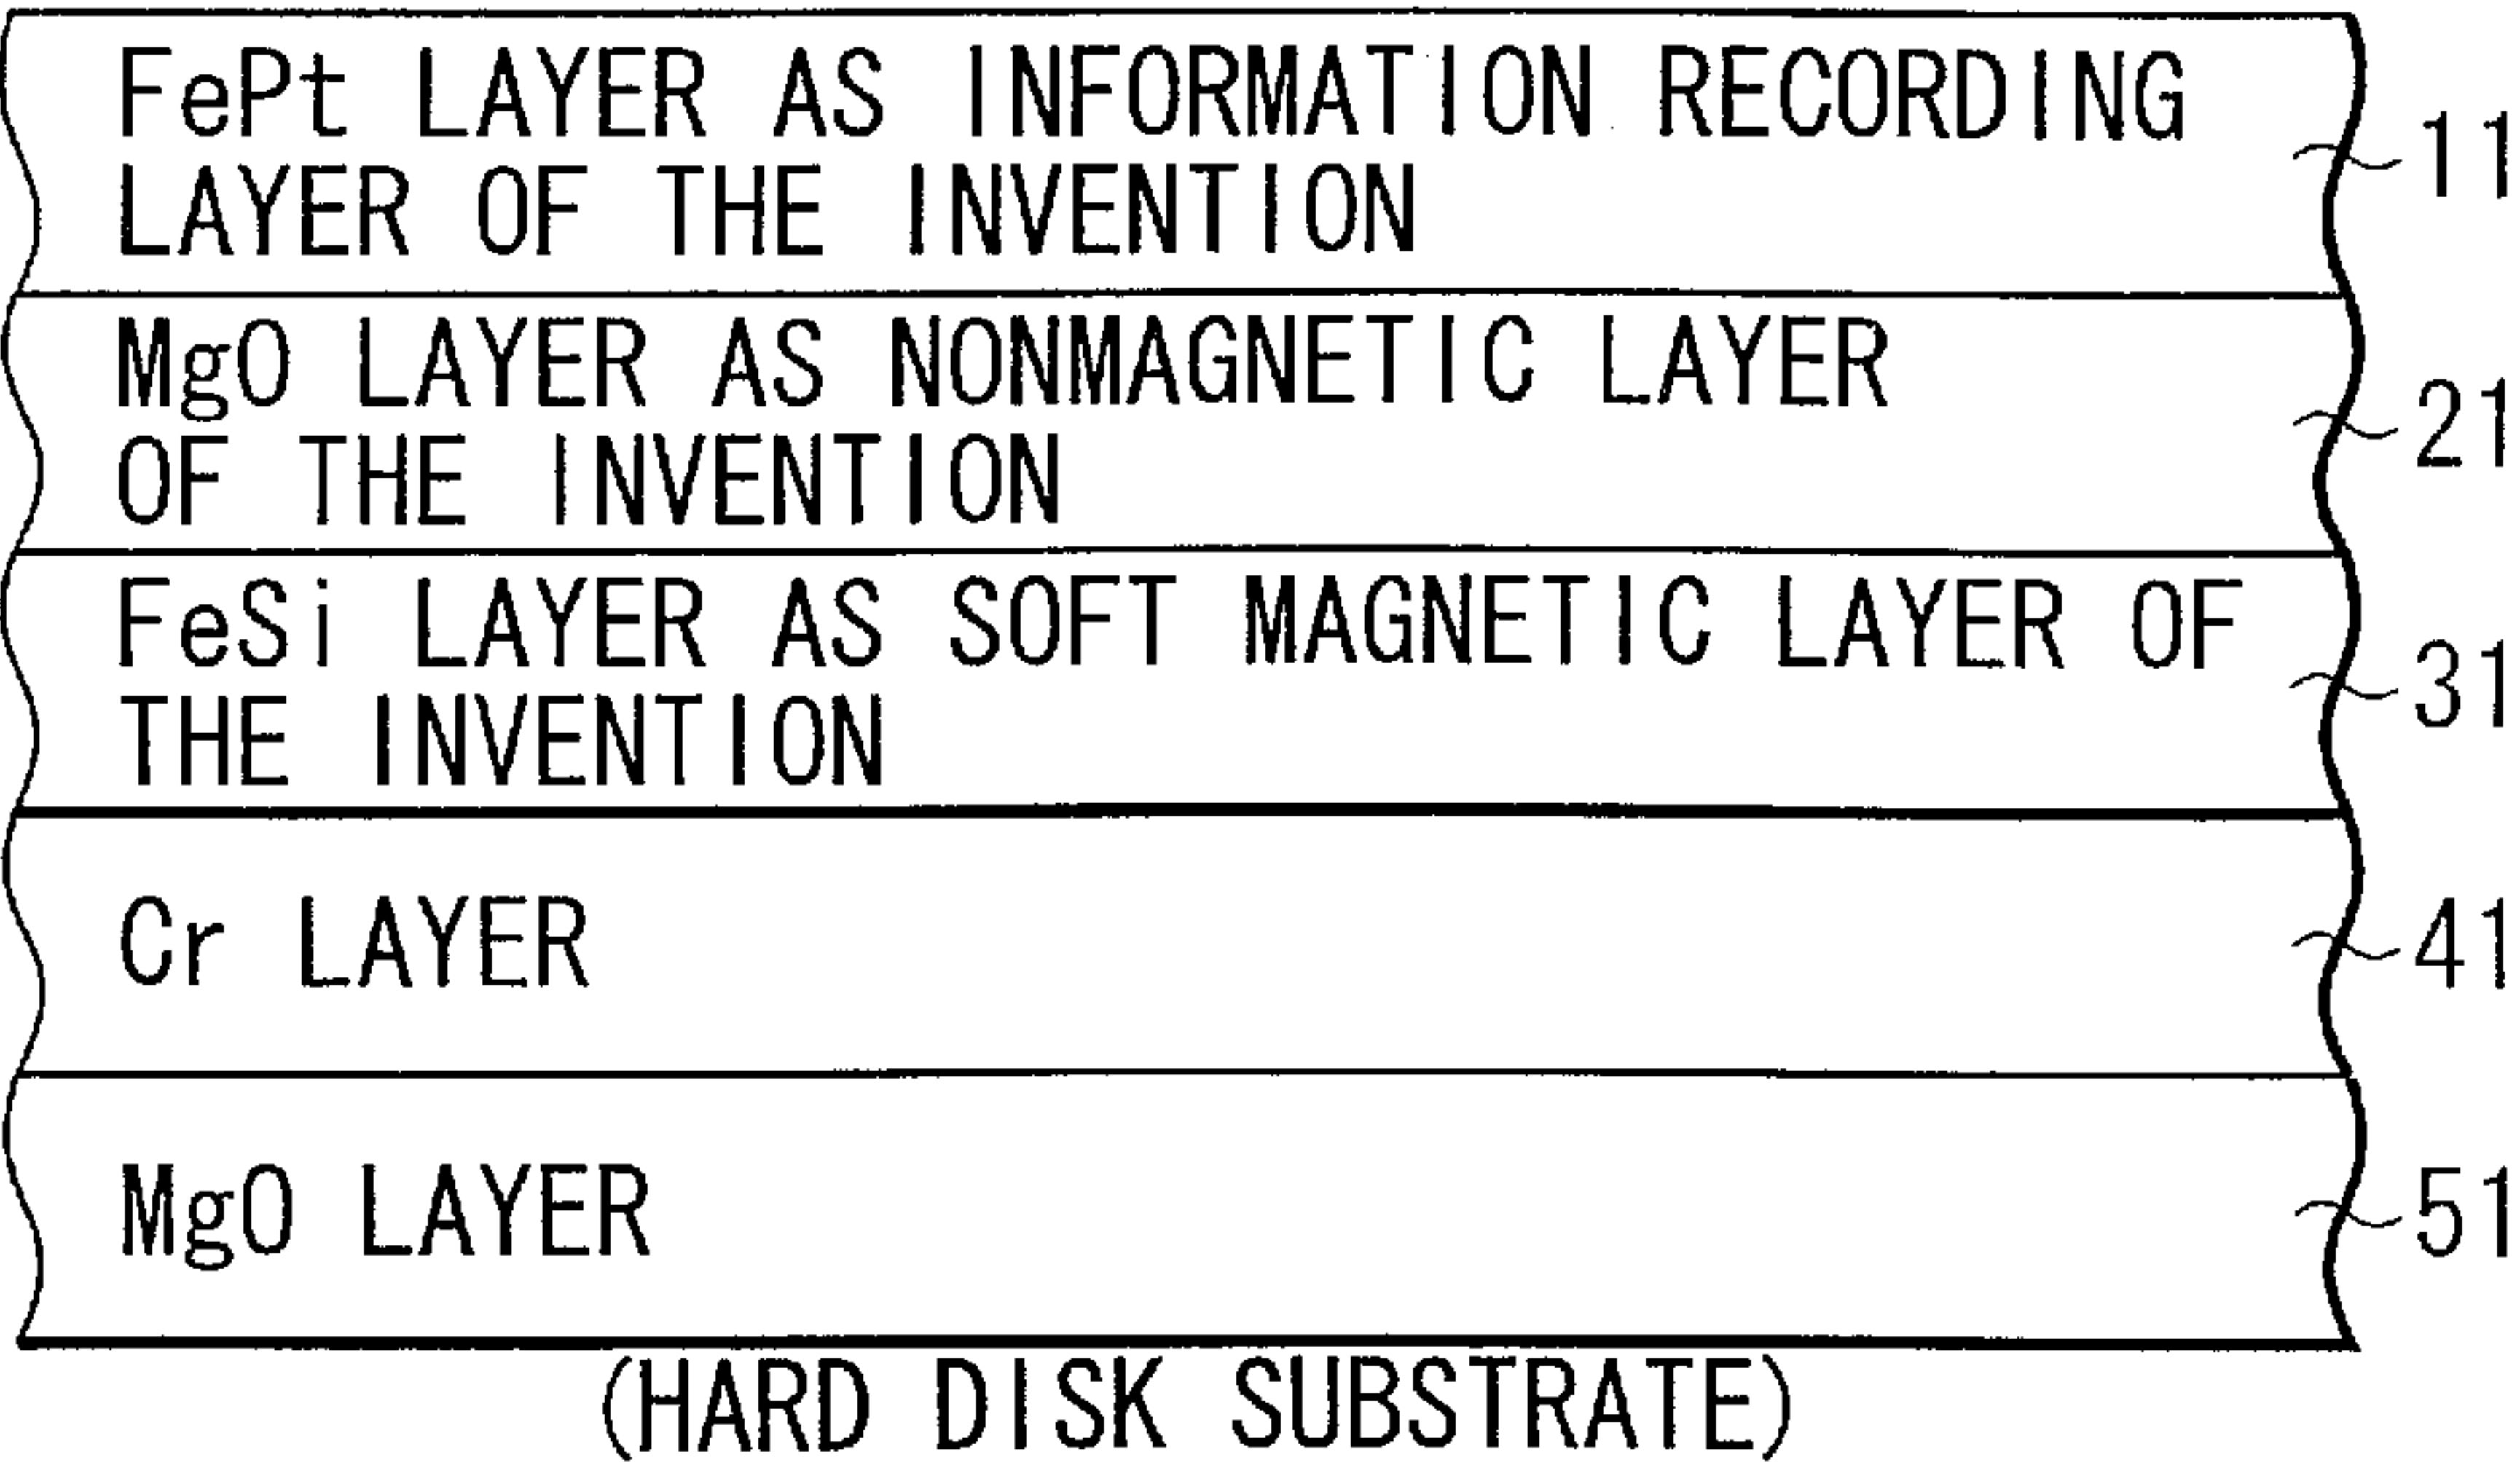 FePt LAYER AS INFORMATION RECORDING
LAYER OF THE INVENTION
11
MgO LAYER AS NONMAGNETIC LAYER
OF THE INVENTION
21
FeSi LAYER AS SOFT MAGNETIC LAYER OF
THE INVENTION
31
Cr LAYER
41
MgO LAYER
51
(HARD DISK SUBSTRATE)